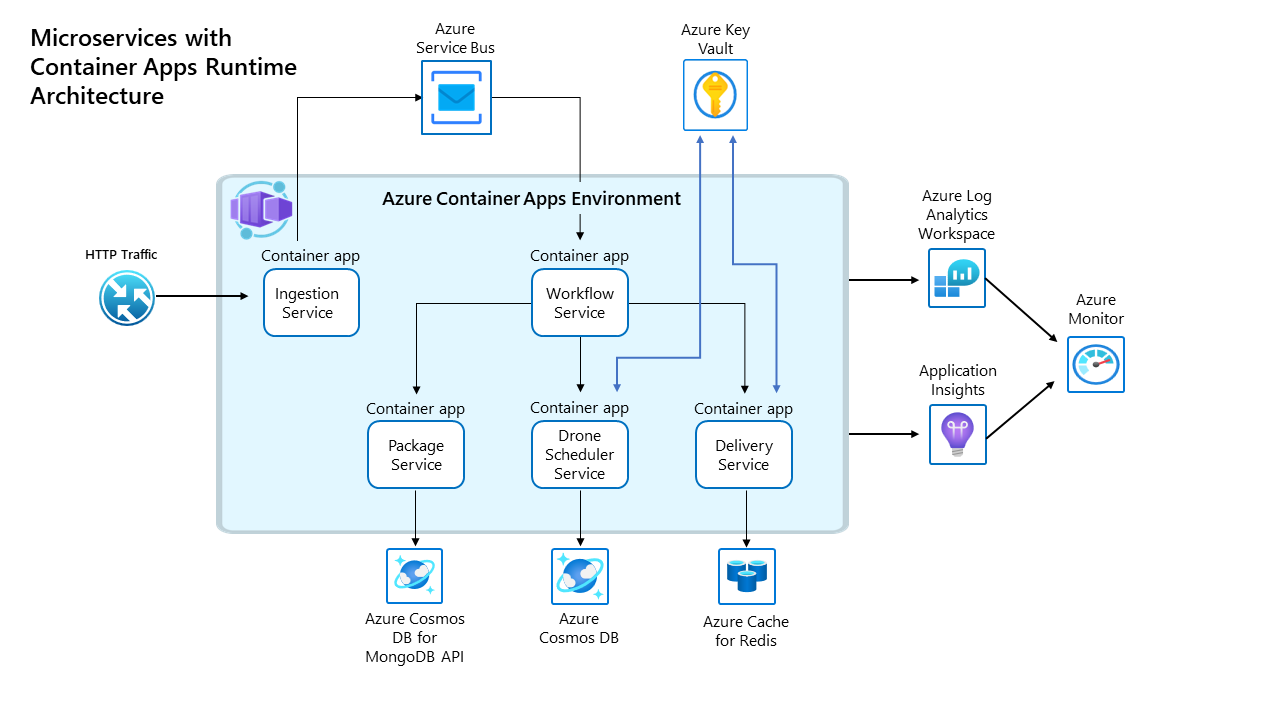 Microservices with
Container Apps Runtime
Architecture
Azure
Service Bus
Azure Key
Vault
Azure Container Apps Environment
HTTP Traffic
Container app
Ingestion
Service
Container app
Workflow
Service
Container app
Package
Service
Container app
Drone
Scheduler
Service
Container app
Delivery
Service
Azure Log
Analytics
Workspace
Azure
Monitor
Application
Insights
Azure Cosmos
DB for
MongoDB API
Azure
Cosmos DB
Azure Cache
for Redis